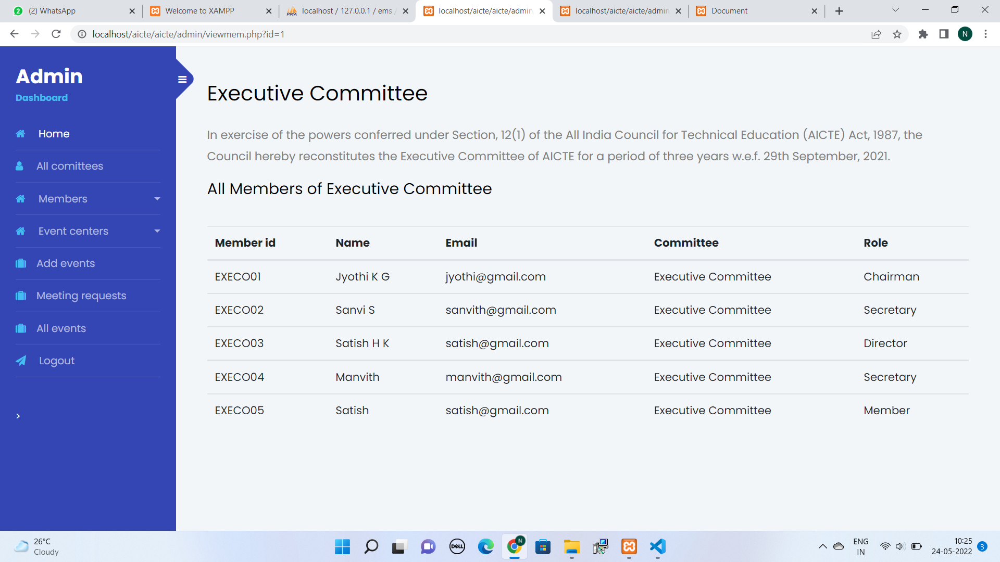 (2) WhatsApp
Welcome to XAMPP
localhost / 127.0.0.1 / ems /
localhost/aicte/aicte/admin
localhost/aicte/aicte/admin
Document
localhost/aicte/aicte/admin/viewmem.php?id=1
N
Admin
Dashboard
Home
All comittees
Members
Event centers
Add events
Meeting requests
All events
Logout
>
Executive Committee
In exercise of the powers conferred under Section, 12(1) of the All India Council for Technical Education (AICTE) Act, 1987, the
Council hereby reconstitutes the Executive Committee of AICTE for a period of three years w.e.f. 29th September, 2021.
All Members of Executive Committee
Member id Name Email Committee Role
EXECO01 Jyothi K G jyothi@gmail.com Executive Committee Chairman
EXECO02 Sanvi S sanvith@gmail.com Executive Committee Secretary
EXECO03 Satish H K satish@gmail.com Executive Committee Director
EXECO04 Manvith manvith@gmail.com Executive Committee Secretary
EXECO05 Satish satish@gmail.com Executive Committee Member
26°C
Cloudy
DELL
N
ENG
IN
10:25
24-05-2022
3